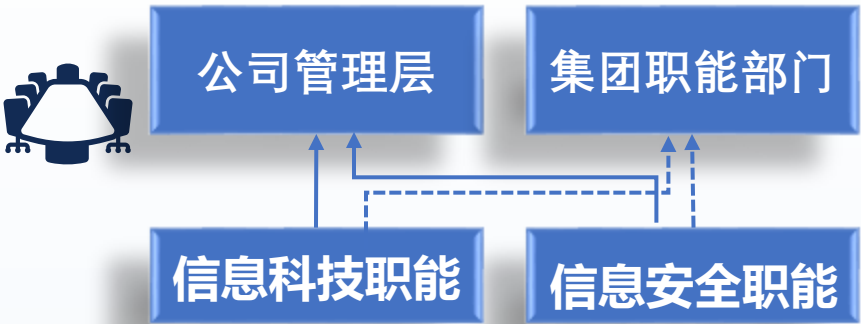 公司管理层
集团职能部门
信息科技职能
信息安全职能